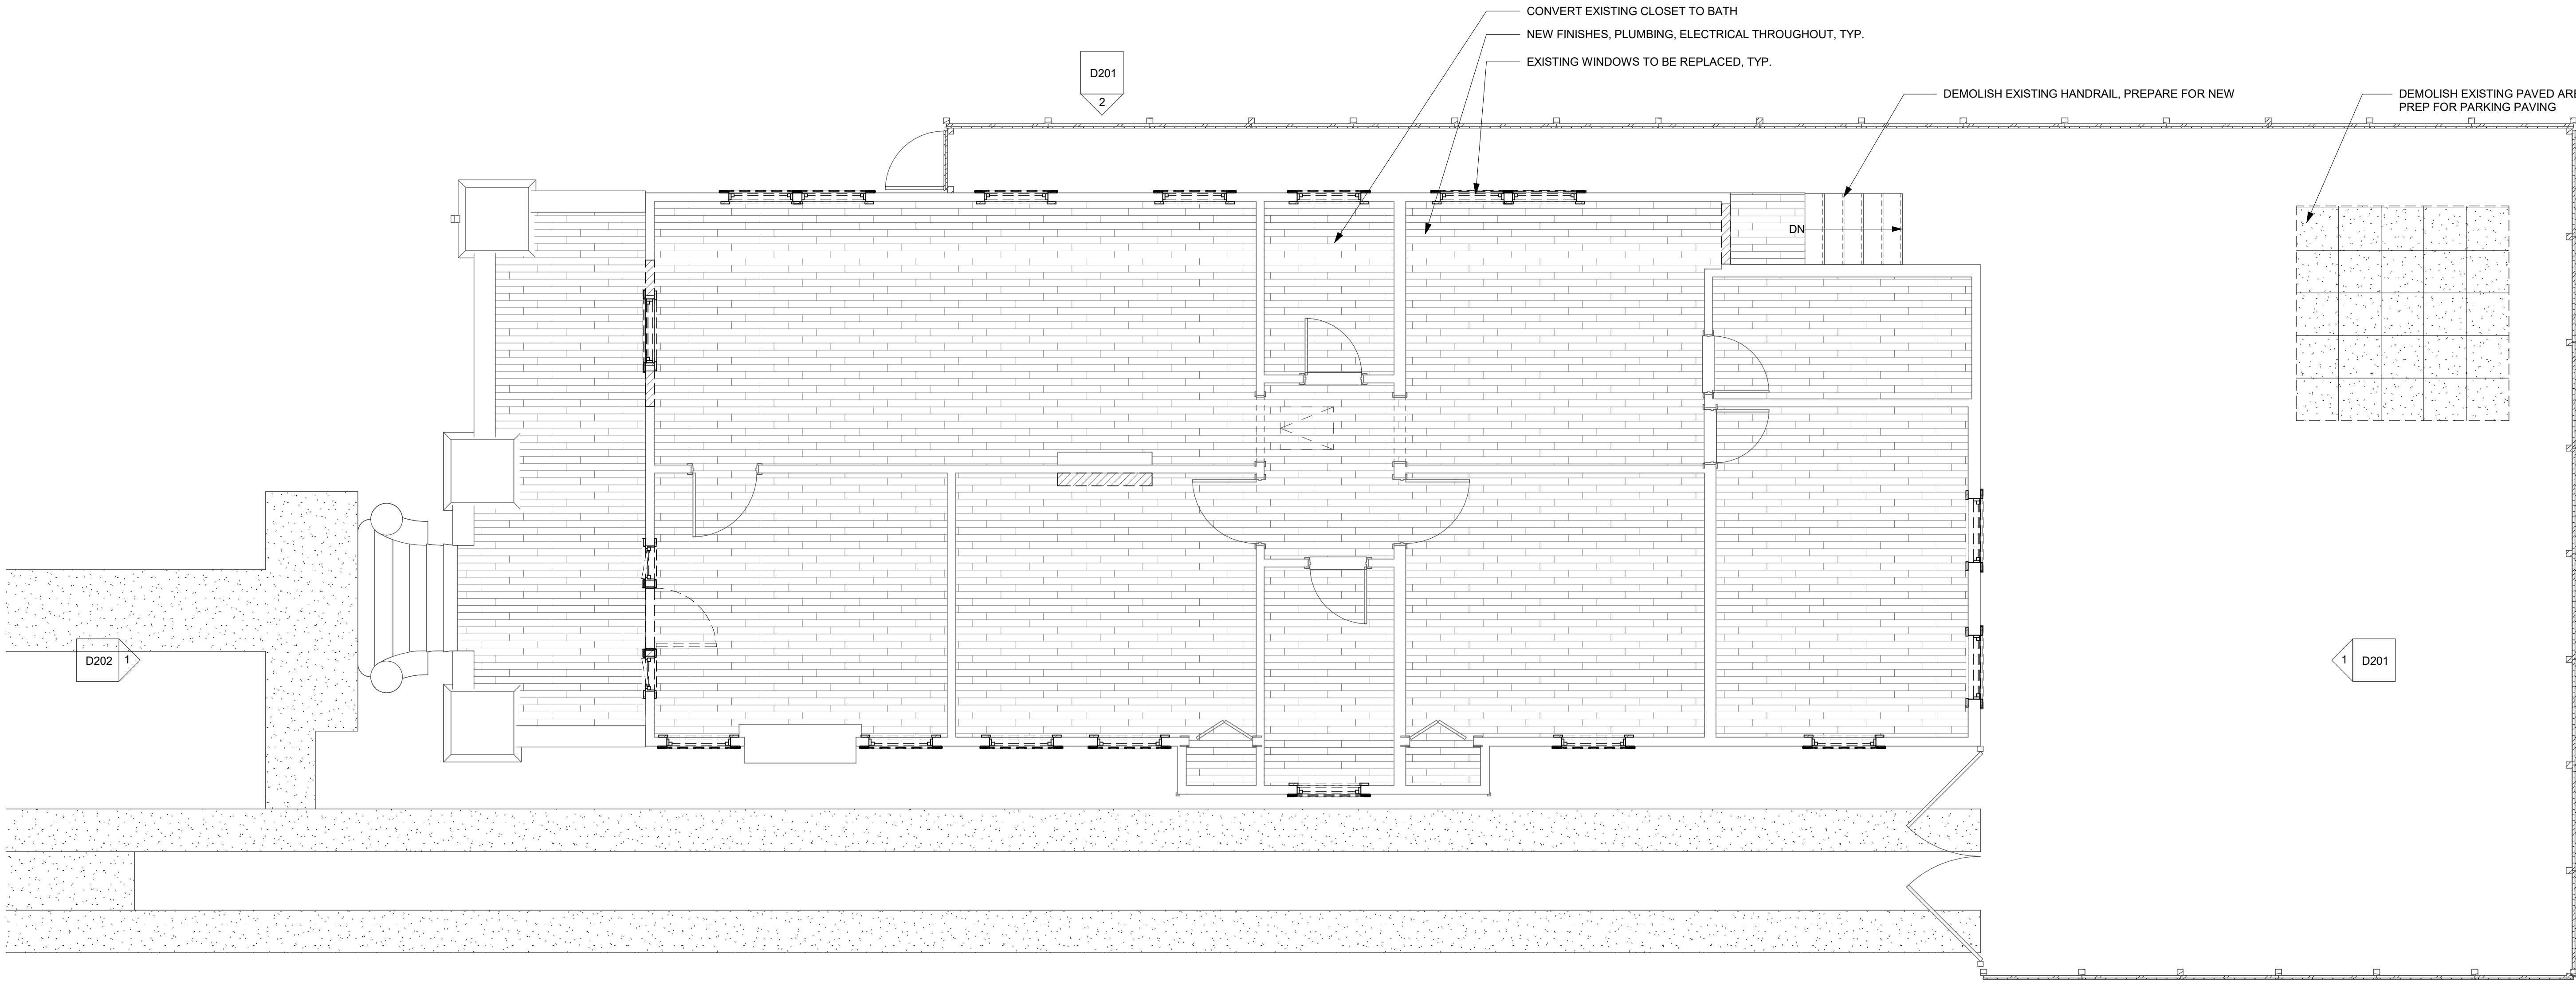 CONVERT EXISTING CLOSET TO BATH
NEW FINISHES, PLUMBING, ELECTRICAL THROUGHOUT, TYP.
EXISTING WINDOWS TO BE REPLACED, TYP.
D201
2
DEMOLISH EXISTING HANDRAIL, PREPARE FOR NEW
DEMOLISH EXISTING PAVED
PREP FOR PARKING PAVING
DN
D202 1
1 D201